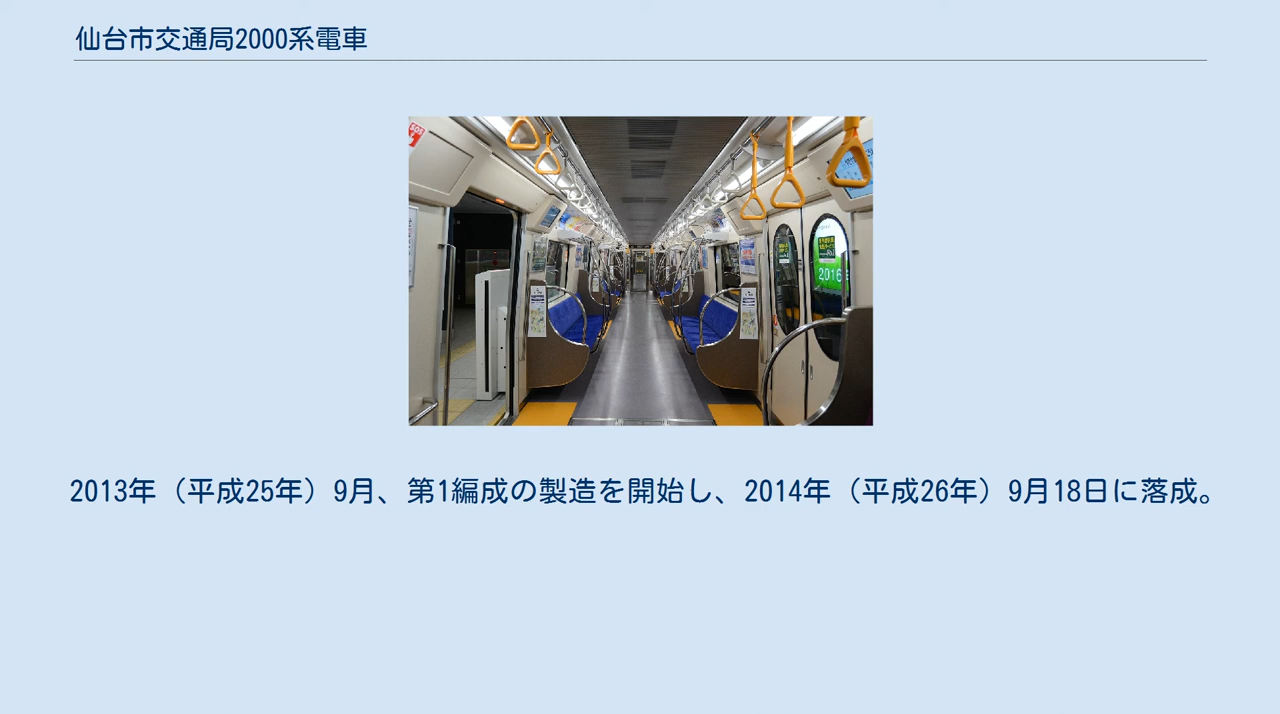 仙台市交通局2000系電車
SOS
2016
2013年（平成25年）9月、第1編成の製造を開始し、2014年（平成26年）9月18日に落成。